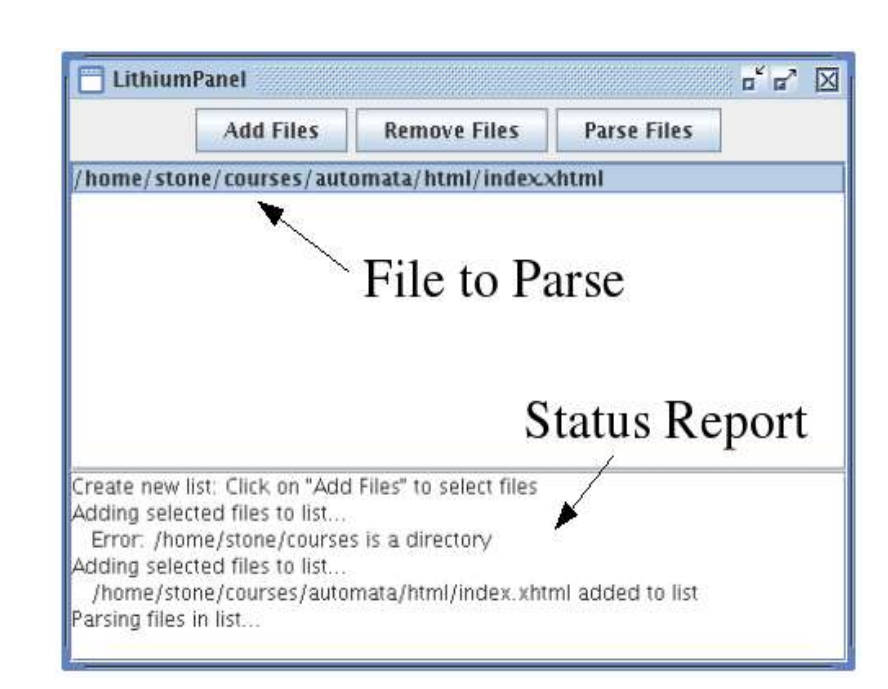 LithiumPanel
Add Files Remove Files Parse Files
/home/stone/courses/automata/html/index.xhtml
File to Parse
Status Report
Create new list: Click on "Add Files" to select files
Adding selected files to list...
Error: /home/stone/courses is a directory
Adding selected files to list...
/home/stone/courses/automata/html/index.xhtml added to list
Parsing files in list...